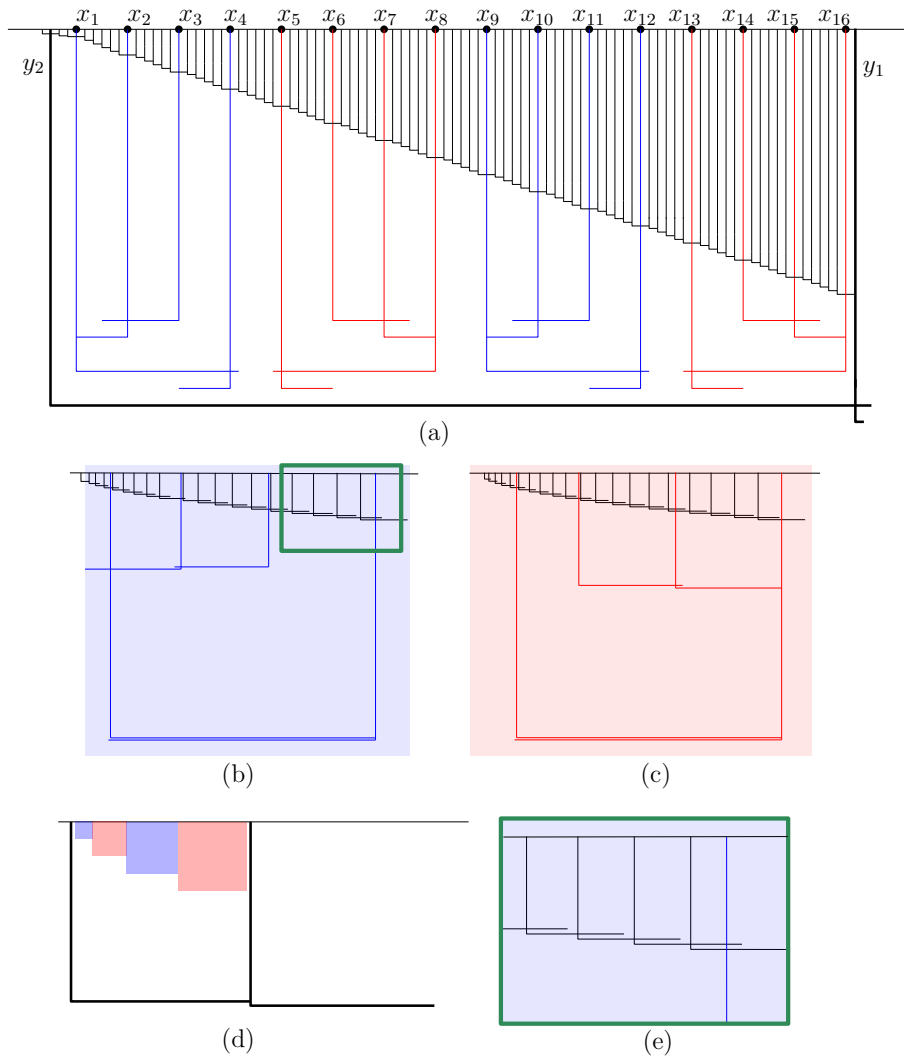 x₁ x₂ x₃ x₄ x₅ x₆ x₇ x₈ x₉ x₁₀ x₁₁ x₁₂ x₁₃ x₁₄ x₁₅ x₁₆
y₂ y₁
(a)
(b) (c)
(d) (e)